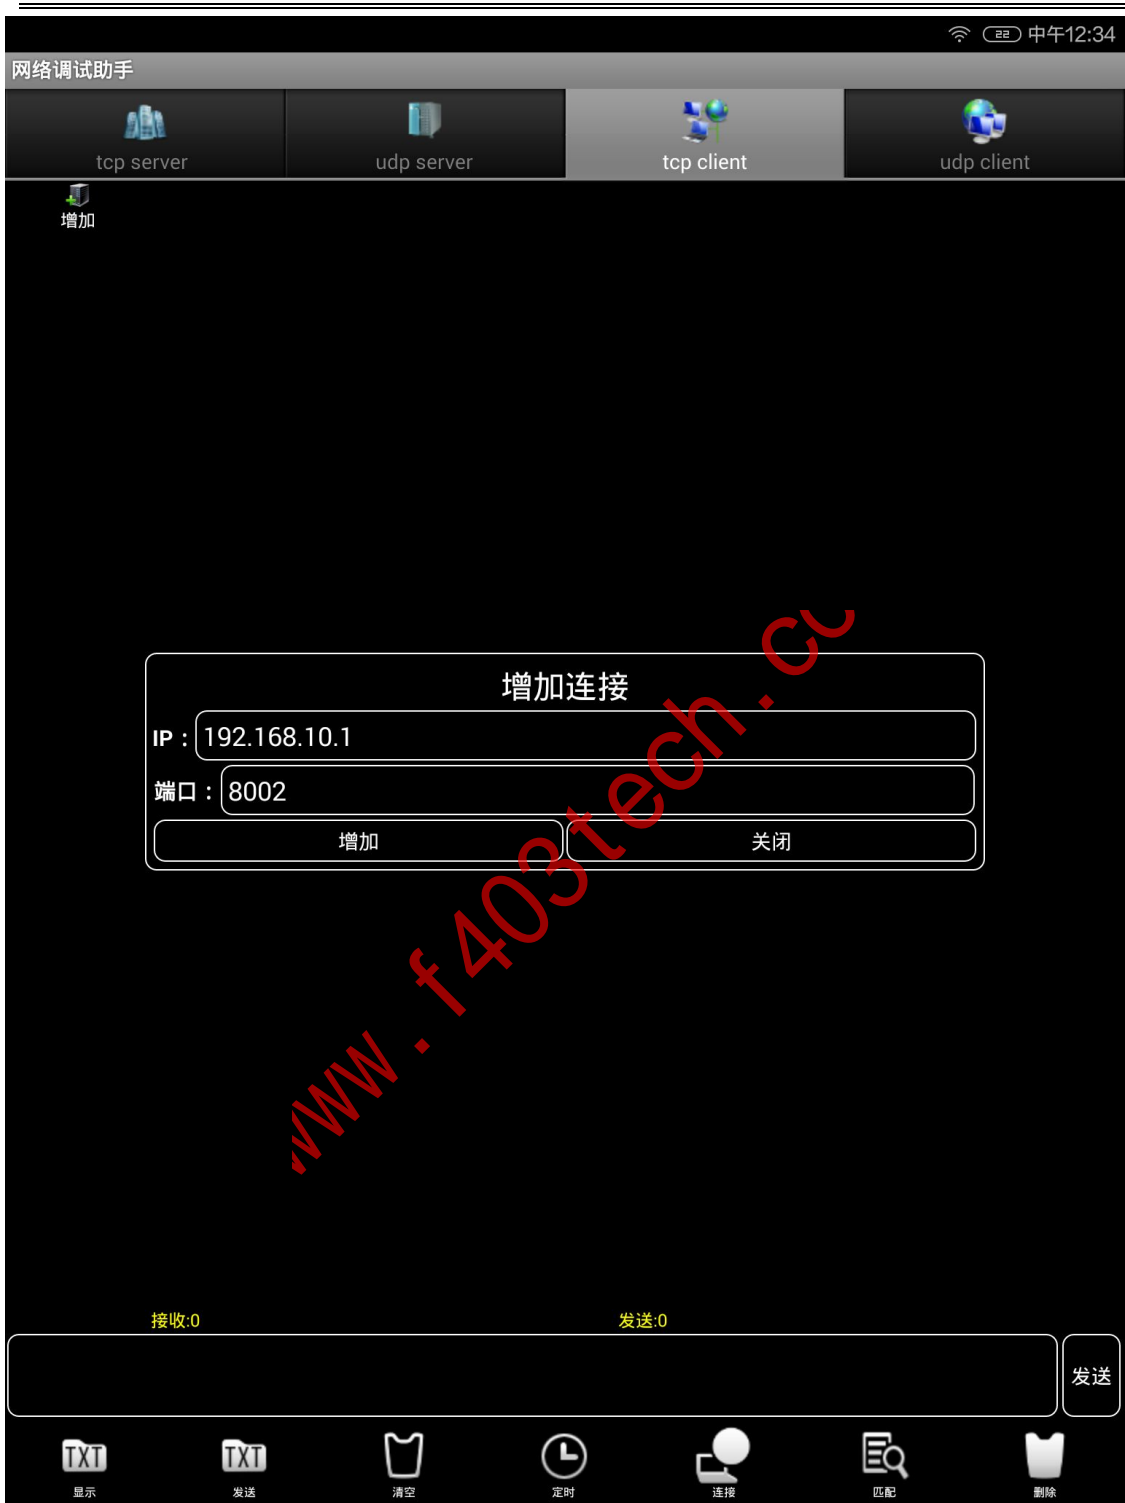 22 中午12:34
网络调试助手
tcp server
udp server
tcp client
udp client
增加
增加连接
IP：192.168.10.1
端口：8002
增加
关闭
www.f403tech.co
接收:0
发送:0
发送
TXT
TXT
显示
发送
清空
定时
连接
匹配
删除